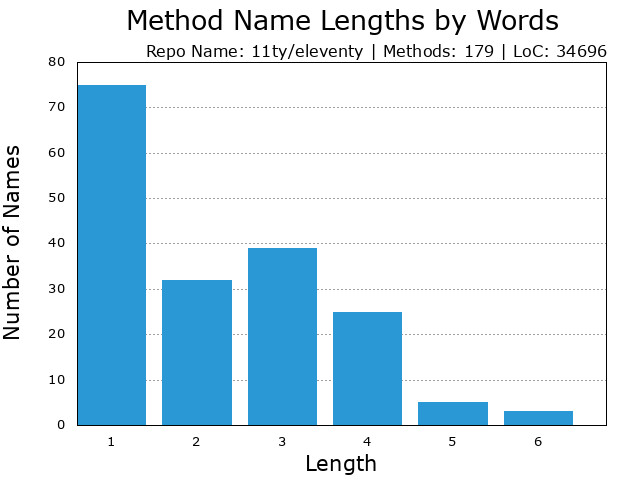 Method Name Lengths by Words
Repo Name: 11ty/eleventy | Methods: 179 | LoC: 34696
80
70
60
50
40
30
20
10
0
Number of Names
1 2 3 4 5 6
Length